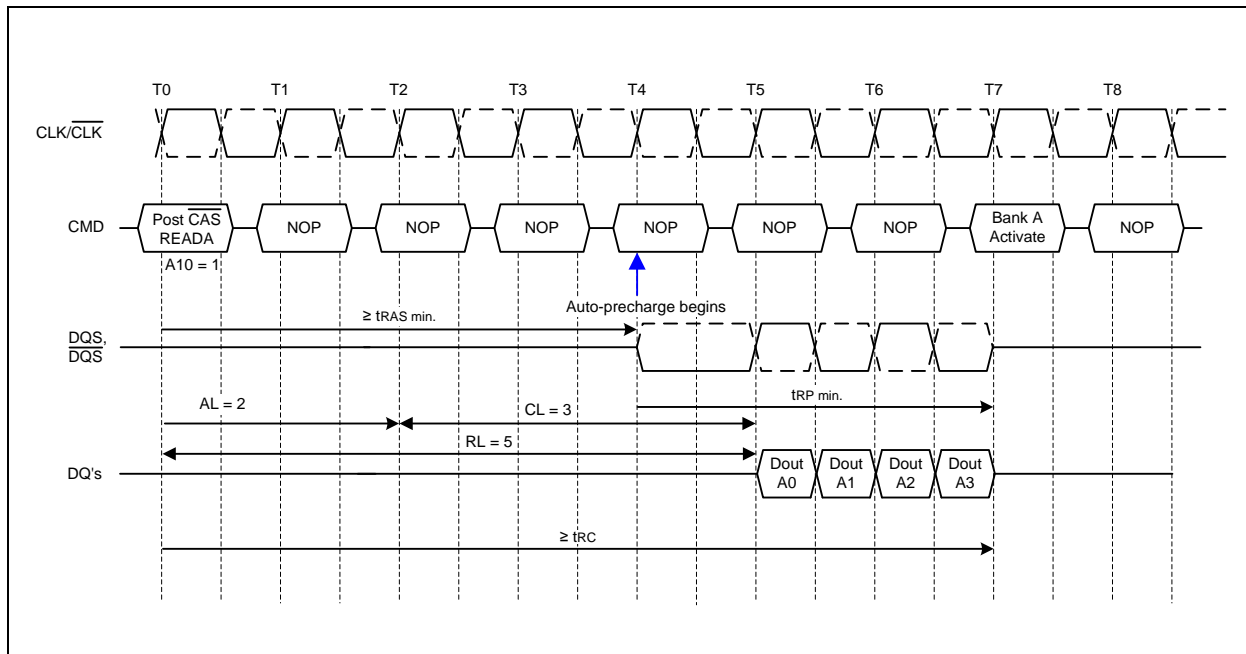 T0 T1 T2 T3 T4 T5 T6 T7 T8
CLK/CLK
CMD
Post CAS
READA
NOP
NOP
NOP
NOP
NOP
NOP
Bank A
Activate
NOP
A10 = 1
Auto-precharge begins
≥ tRAS min.
DQS,
DQS
tRP min.
AL = 2
CL = 3
RL = 5
DQ's
Dout
A0
Dout
A1
Dout
A2
Dout
A3
≥ tRC